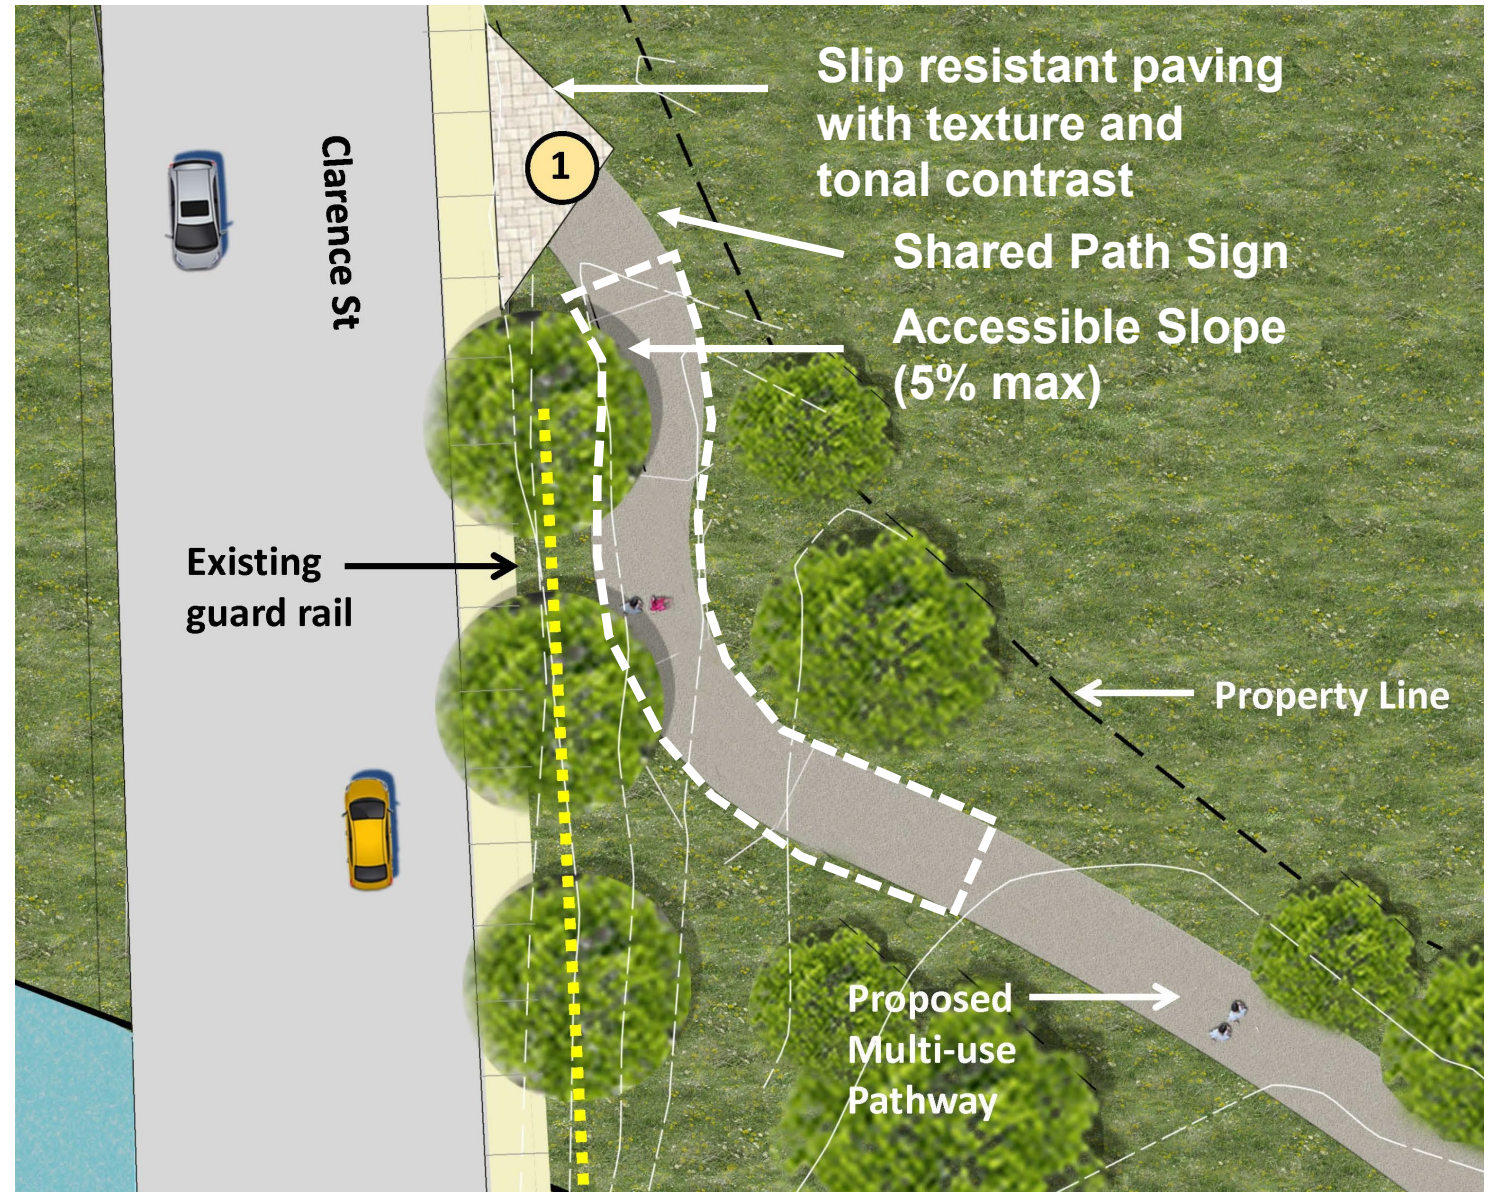 Slip resistant paving
with texture and
tonal contrast
1
Clarence St
Shared Path Sign
Accessible Slope
(5% max)
Existing
guard rail
Property Line
Proposed
Multi-use
Pathway